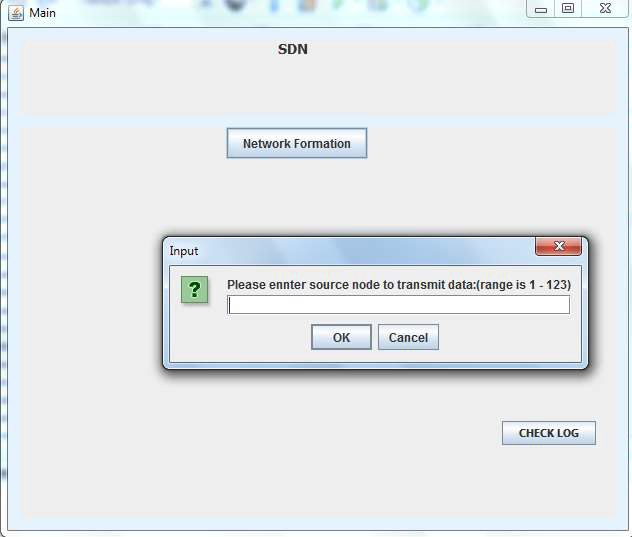 Main
SDN
Network Formation
Input
?
Please ennter source node to transmit data:(range is 1 - 123)
OK
Cancel
CHECK LOG